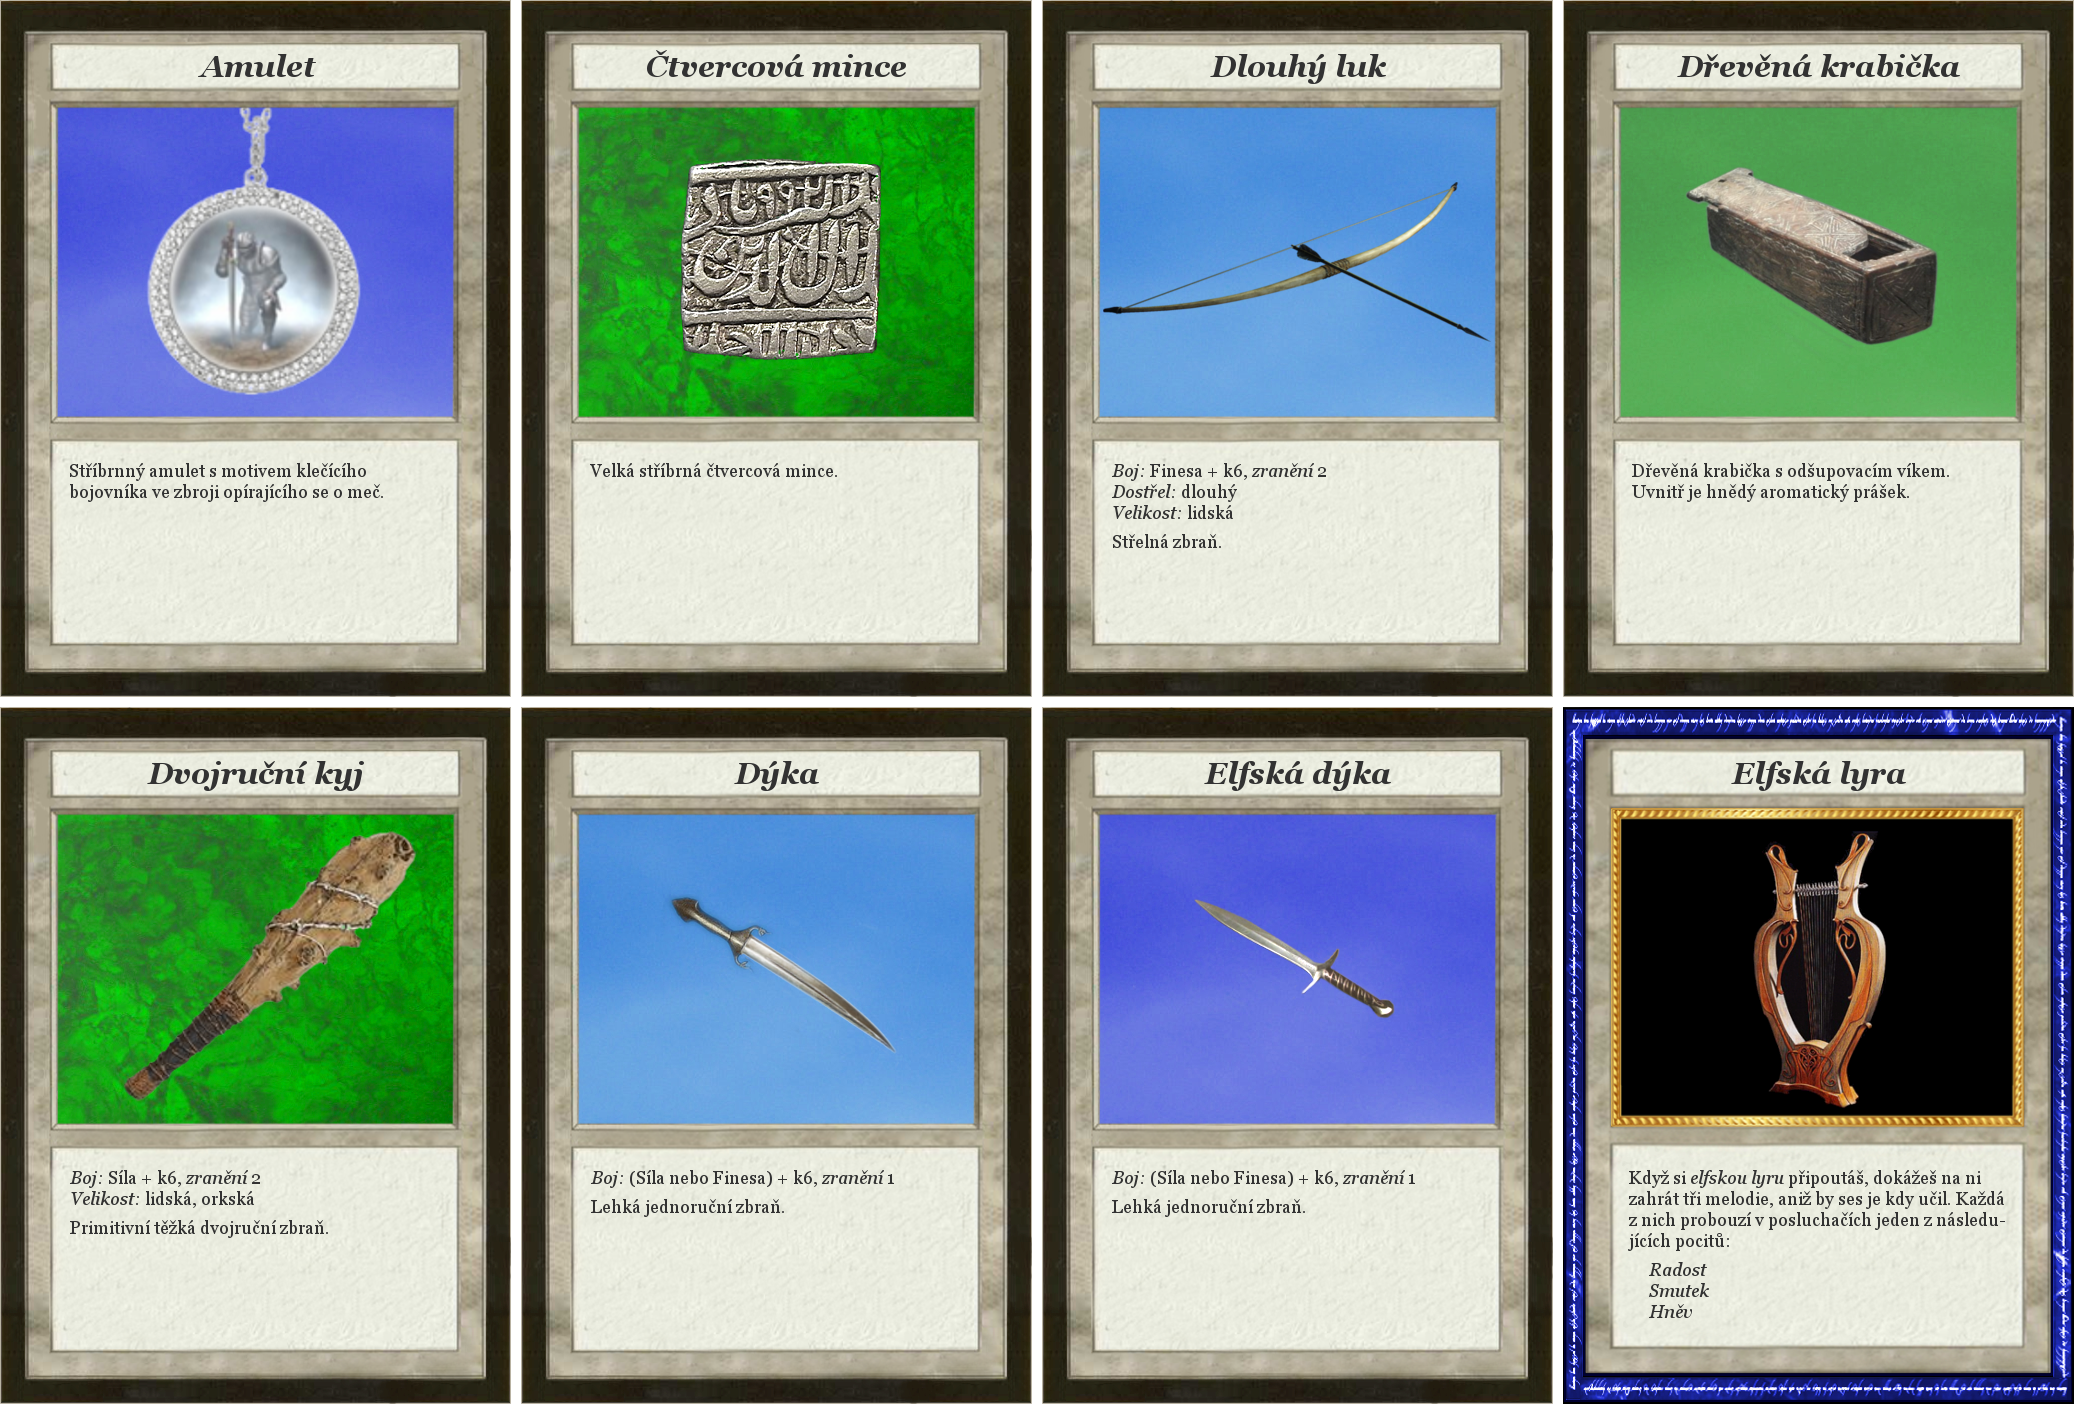 Amulet
Stříbrnný amulet s motivem klečícího
bojovníka ve zbroji opírajícího se o meč.
Čtvercová mince
Velká stříbrná čtvercová mince.
Dlouhý luk
Boj: Finesa + k6, zranění 2
Dostřel: dlouhý
Velikost: lidská
Střelná zbraň.
Dřevěná krabička
Dřevěná krabička s odšupovacím víkem.
Uvnitř je hnědý aromatický prášek.
Dvojruční kyj
Boj: Síla + k6, zranění 2
Velikost: lidská, orkská
Primitivní těžká dvojruční zbraň.
Dýka
Boj: (Síla nebo Finesa) + k6, zranění 1
Lehká jednoruční zbraň.
Elfská dýka
Boj: (Síla nebo Finesa) + k6, zranění 1
Lehká jednoruční zbraň.
Elfská lyra
Když si elfskou lyru připoutáš, dokážeš na ni
zahrát tři melodie, aniž by ses je kdy učil. Každá
z nich probouzí v posluchačích jeden z následu-
jících pocitů:
Radost
Smutek
Hněv